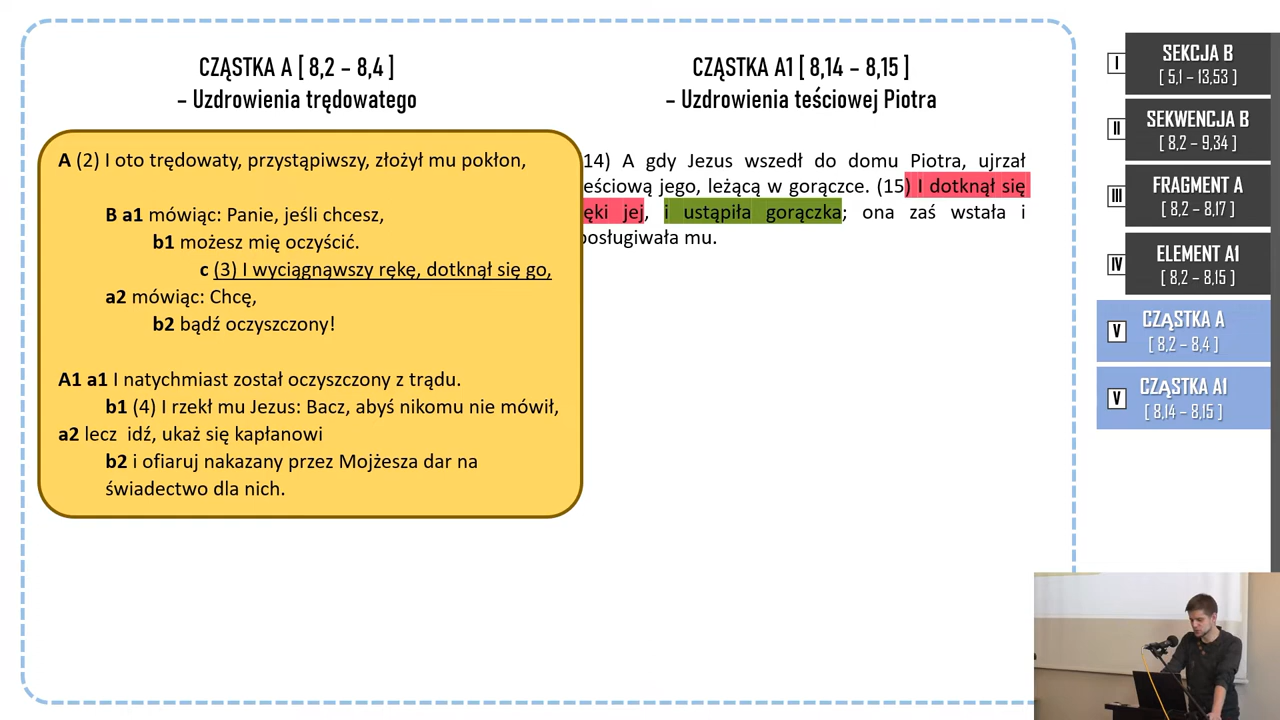 CZĄSTKA A [ 8,2 – 8,4 ]
– Uzdrowienia trędowatego
A (2) I oto trędowaty, przystąpiwszy, złożył mu pokłon,
B a1 mówiąc: Panie, jeśli chcesz,
b1 możesz mię oczyścić.
c (3) I wyciągnąwszy rękę, dotknął się go,
a2 mówiąc: Chcę,
b2 bądź oczyszczony!
A1 a1 I natychmiast został oczyszczony z trądu.
b1 (4) I rzekł mu Jezus: Bacz, abyś nikomu nie mówił,
a2 lecz idź, ukaż się kapłanowi
b2 i ofiaruj nakazany przez Mojżesza dar na
świadectwo dla nich.
CZĄSTKA A1 [ 8,14 – 8,15 ]
– Uzdrowienia teściowej Piotra
14) A gdy Jezus wszedł do domu Piotra, ujrzał
eściową jego, leżącą w gorączce. (15) I dotknął się
ęki jej, i ustąpiła gorączka; ona zaś wstała i
posługiwała mu.
I
SEKCJA B
[ 5,1 – 13,53 ]
II
SEKWENCJA B
[ 8,2 – 9,34 ]
III
FRAGMENT A
[ 8,2 – 8,17 ]
IV
ELEMENT A1
[ 8,2 – 8,15 ]
V
CZĄSTKA A
[ 8,2 – 8,4 ]
V
CZĄSTKA A1
[ 8,14 – 8,15 ]